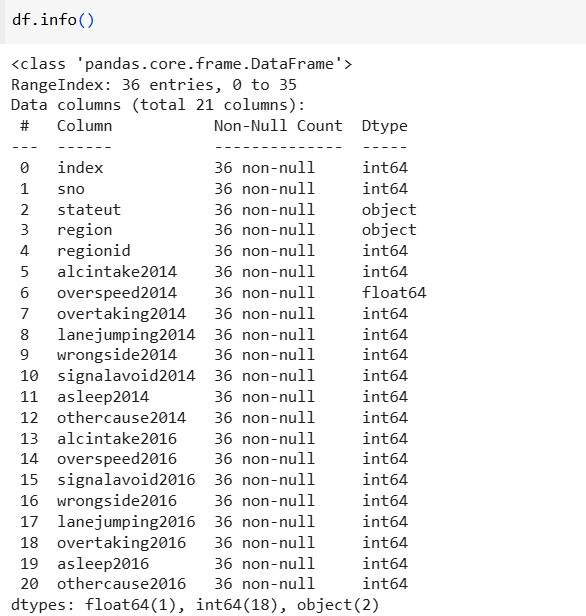 df.info()
<class 'pandas.core.frame.DataFrame'>
RangeIndex: 36 entries, 0 to 35
Data columns (total 21 columns):
 #   Column           Non-Null Count  Dtype
---  ------           --------------  -----
 0   index            36 non-null     int64
 1   sno              36 non-null     int64
 2   stateut          36 non-null     object
 3   region           36 non-null     object
 4   regionid         36 non-null     int64
 5   alcintake2014    36 non-null     int64
 6   overspeed2014    36 non-null     float64
 7   overtaking2014   36 non-null     int64
 8   lanejumping2014  36 non-null     int64
 9   wrongside2014    36 non-null     int64
 10  signalavoid2014  36 non-null     int64
 11  asleep2014       36 non-null     int64
 12  othercause2014   36 non-null     int64
 13  alcintake2016    36 non-null     int64
 14  overspeed2016    36 non-null     int64
 15  signalavoid2016  36 non-null     int64
 16  wrongside2016    36 non-null     int64
 17  lanejumping2016  36 non-null     int64
 18  overtaking2016   36 non-null     int64
 19  asleep2016       36 non-null     int64
 20  othercause2016   36 non-null     int64
dtypes: float64(1), int64(18), object(2)